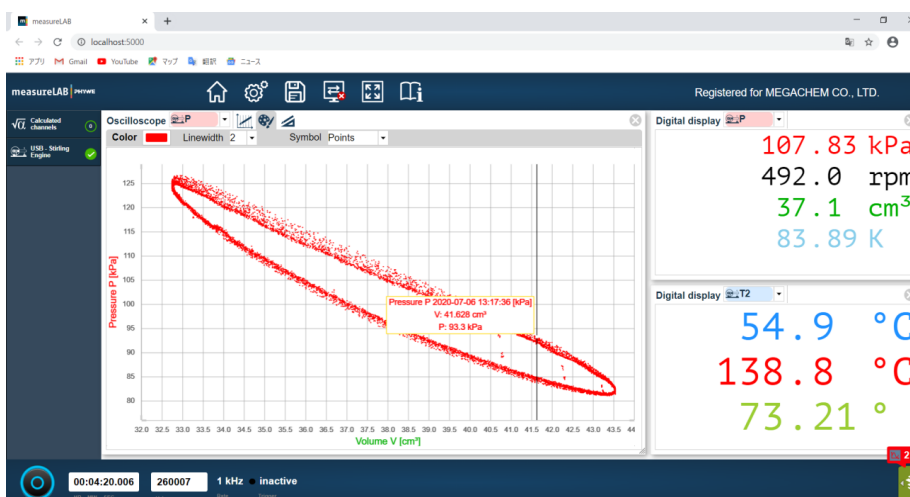 measureLAB
localhost:5000
アプリ Gmail YouTube マップ 翻訳 ニュース
measureLAB PHYWE
Registered for MEGACHEM CO., LTD.
Calculated
channels
0
USB - Stirling
Engine
Oscilloscope P
Color Linewidth 2 Symbol Points
125
120
115
110
105
100
95
90
85
80
Pressure P [kPa]
Pressure P 2020-07-06 13:17:36 [kPa]
V: 41.628 cm³
P: 93.3 kPa
32.0 32.5 33.0 33.5 34.0 34.5 35.0 35.5 36.0 36.5 37.0 37.5 38.0 38.5 39.0 39.5 40.0 40.5 41.0 41.5 42.0 42.5 43.0 43.5 44
Volume V [cm³]
Digital display P
107.83 kPa
492.0 rpm
37.1 cm³
83.89 K
Digital display T2
54.9 °C
138.8 °C
73.21 °
2
00:04:20.006 260007 1 kHz inactive